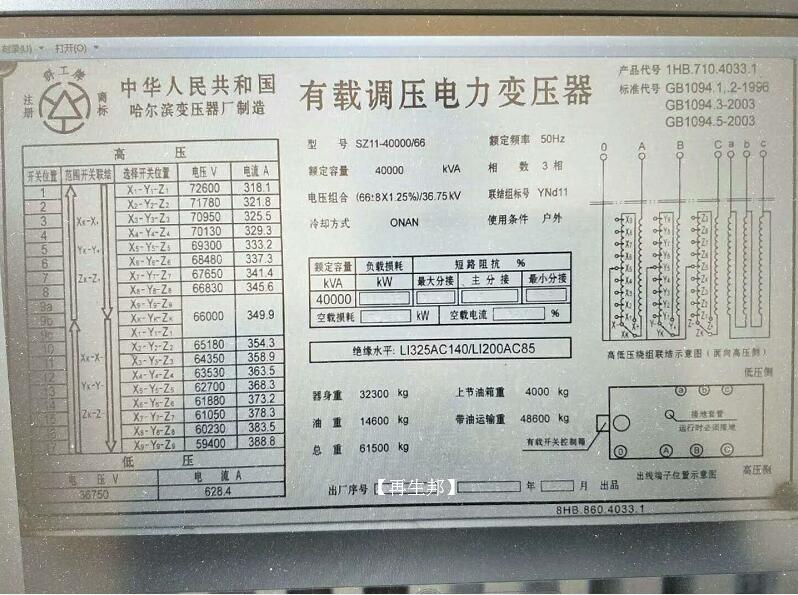 打开(O)
注册
商标
中华人民共和国
哈尔滨变压器厂制造
有载调压电力变压器
产品代号 1HB.710.4033.1
标准代号 GB1094.1,.2-1996
GB1094.3-2003
GB1094.5-2003
高 压
开关位置 范围开关联结 选择开关位置 电压 V 电流 A
1 X₁-Y₁-Z₁ 72600 318.1
2 X₂-Y₂-Z₂ 71780 321.8
3 X₃-Y₃-Z₃ 70950 325.5
4 X₄-Y₄-Z₄ 70130 329.3
5 X₅-Y₅-Z₅ 69300 333.2
6 X₆-Y₆-Z₆ 68480 337.3
7 X₇-Y₇-Z₇ 67650 341.4
8 X₈-Y₈-Z₈ 66830 345.6
9a X₉-Y₉-Z₉
9b Xᴋ-Yᴋ-Zᴋ 66000 349.9
9c X₁-Y₁-Z₁
10 X₂-Y₂-Z₂ 65180 354.3
11 X₃-Y₃-Z₃ 64350 358.9
12 X₄-Y₄-Z₄ 63530 363.5
13 X₅-Y₅-Z₅ 62700 368.3
14 X₆-Y₆-Z₆ 61880 373.2
15 X₇-Y₇-Z₇ 61050 378.3
16 X₈-Y₈-Z₈ 60230 383.5
17 X₉-Y₉-Z₉ 59400 388.8
Xᴋ-X₊
Yᴋ-Y₊
Zᴋ-Z₊
Xᴋ-X₋
Yᴋ-Y₋
Zᴋ-Z₋
低 压
电 压 V 电 流 A
36750 628.4
型 号 SZ11-40000/66 额定频率 50Hz
额定容量 40000 kVA 相 数 3 相
电压组合 (66±8X1.25%)/36.75 kV 联结组标号 YNd11
冷却方式 ONAN 使用条件 户外
额定容量 负载损耗 短路阻抗 %
kVA kW 最大分接 主分接 最小分接
40000
空载损耗 kW 空载电流 %
绝缘水平: LI325AC140/LI200AC85
器身重 32300 kg 上节油箱重 4000 kg
油 重 14600 kg 带油运输重 48600 kg
总 重 61500 kg
出厂序号 【再生邦】 年 月 出品
8HB.860.4033.1
O A B C a b c
高低压绕组联结示意图（面向高压侧）
低压侧
a b c
接地套管
运行时必须接地
有载开关控制箱
O A B C
出线端子位置示意图 高压侧